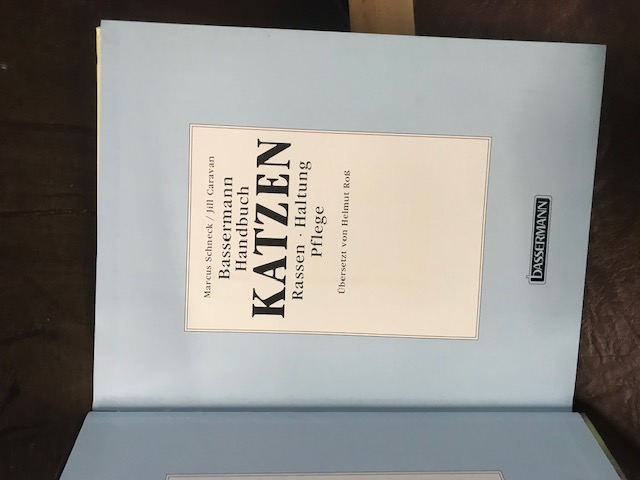 Marcus Schneck / Jill Caravan
Bassermann
Handbuch
KATZEN
Rassen · Haltung
Pflege
Übersetzt von Helmut Roß
BASSERMANN